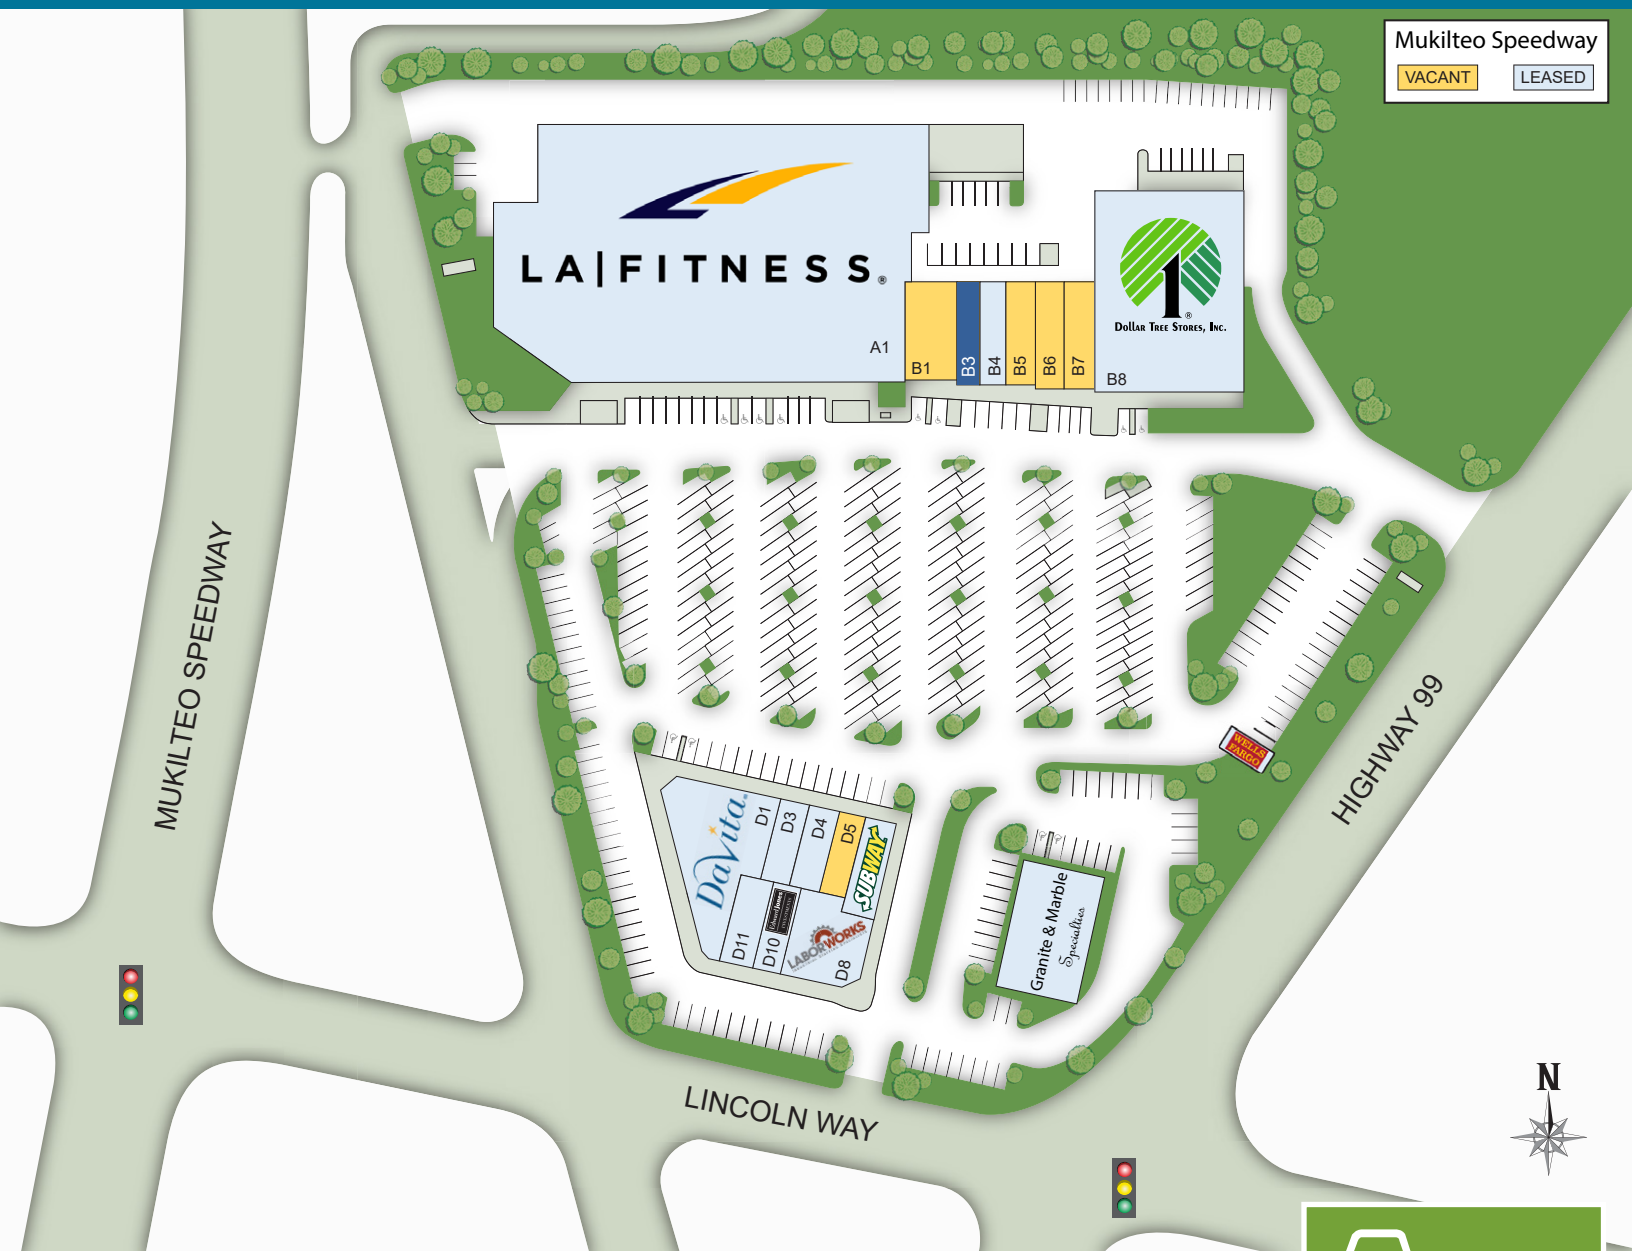 Mukilteo Speedway
VACANT
LEASED
LA|FITNESS®
A1
B1
B3
B4
B5
B6
B7
B8
®
DOLLAR TREE STORES, INC.
MUKILTEO SPEEDWAY
HIGHWAY 99
WELLS
FARGO
DaVita.
D1
D3
D4
D5
SUBWAY
D11
D10
Edward Jones
LABORWORKS
D8
Granite & Marble
Specialties
LINCOLN WAY
N